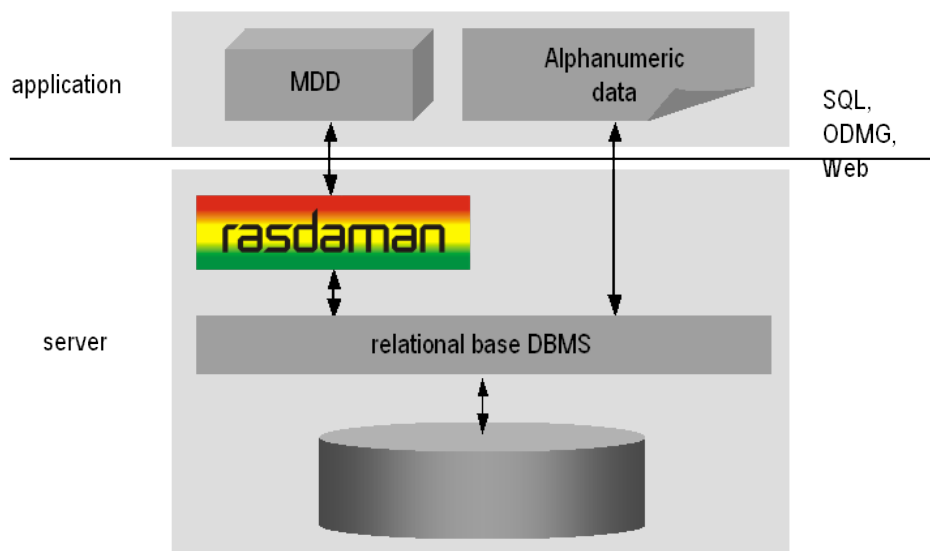 application
MDD
Alphanumeric
data
SQL,
ODMG,
Web
rasdaman
server
relational base DBMS